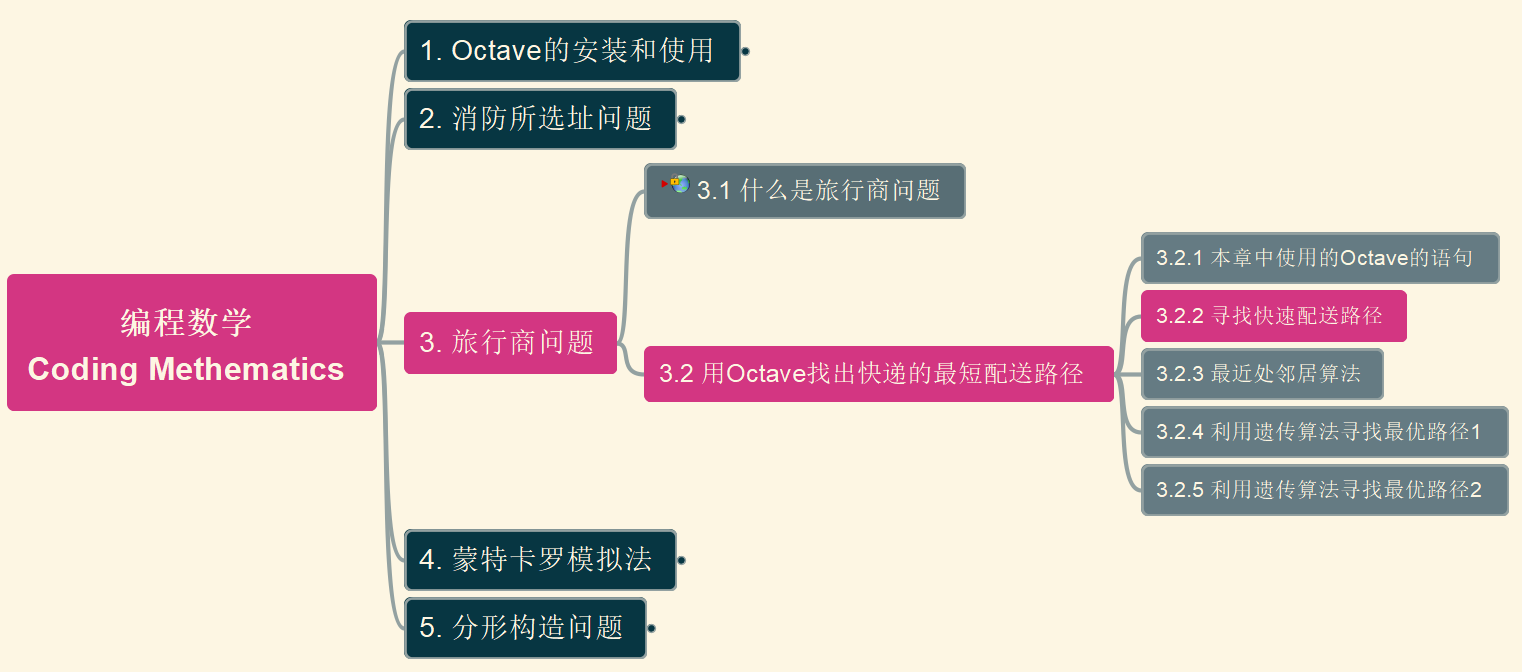 编程数学
Coding Methematics
1. Octave的安装和使用
2. 消防所选址问题
3. 旅行商问题
3.1 什么是旅行商问题
3.2 用Octave找出快递的最短配送路径
3.2.1 本章中使用的Octave的语句
3.2.2 寻找快速配送路径
3.2.3 最近处邻居算法
3.2.4 利用遗传算法寻找最优路径1
3.2.5 利用遗传算法寻找最优路径2
4. 蒙特卡罗模拟法
5. 分形构造问题